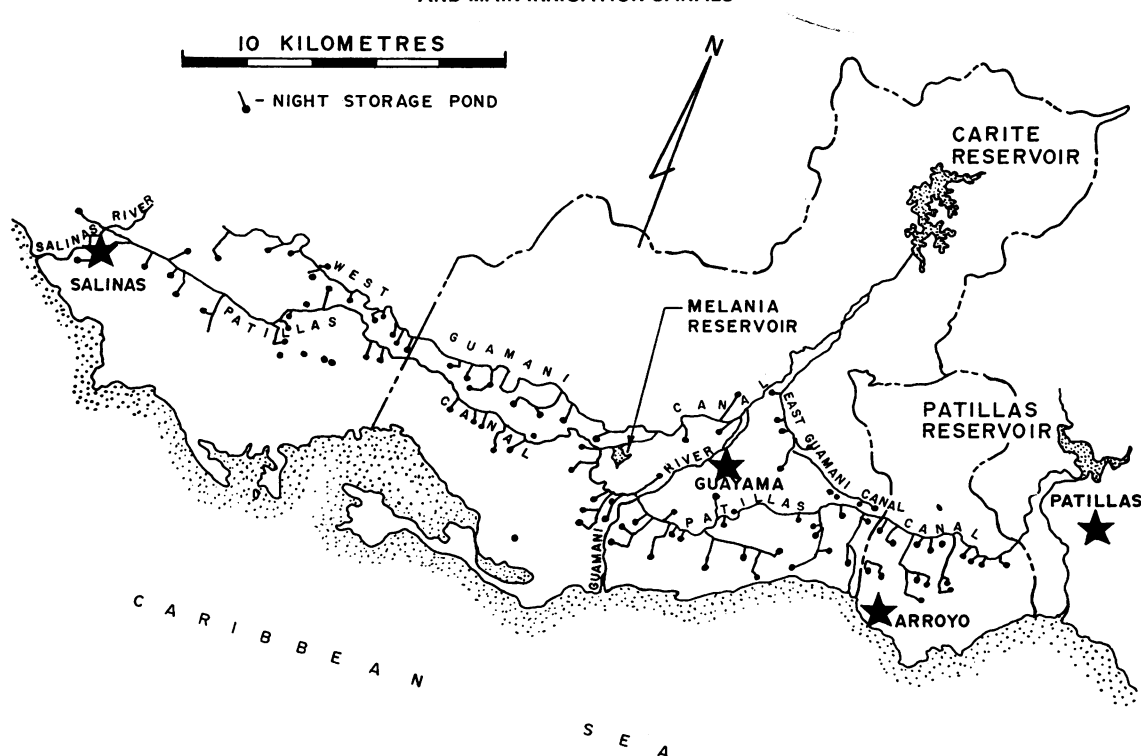 AND MAIN IRRIGATION CANALS
10 KILOMETRES
- NIGHT STORAGE POND
N
CARITE
RESERVOIR
SALINAS RIVER
SALINAS
WEST GUAMANI CANAL
PATILLAS CANAL
MELANIA
RESERVOIR
PATILLAS
RESERVOIR
EAST GUAMANI CANAL
GUAMANI RIVER
GUAYAMA
PATILLAS CANAL
PATILLAS
ARROYO
CARIBBEAN SEA